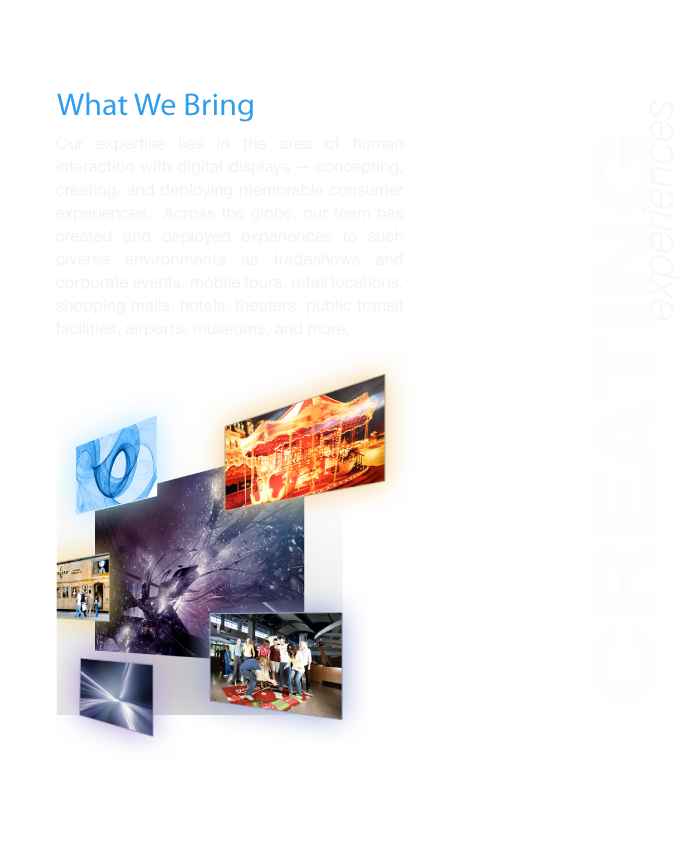 What We Bring
Our expertise lies in the area of human
interaction with digital displays -- concepting,
creating, and deploying memorable consumer
experiences. Across the globe, our team has
created and deployed experiences to such
diverse environments as tradeshows and
corporate events, mobile tours, retail locations,
shopping malls, hotels, theaters, public transit
facilities, airports, museums, and more.
CREATING
experiences